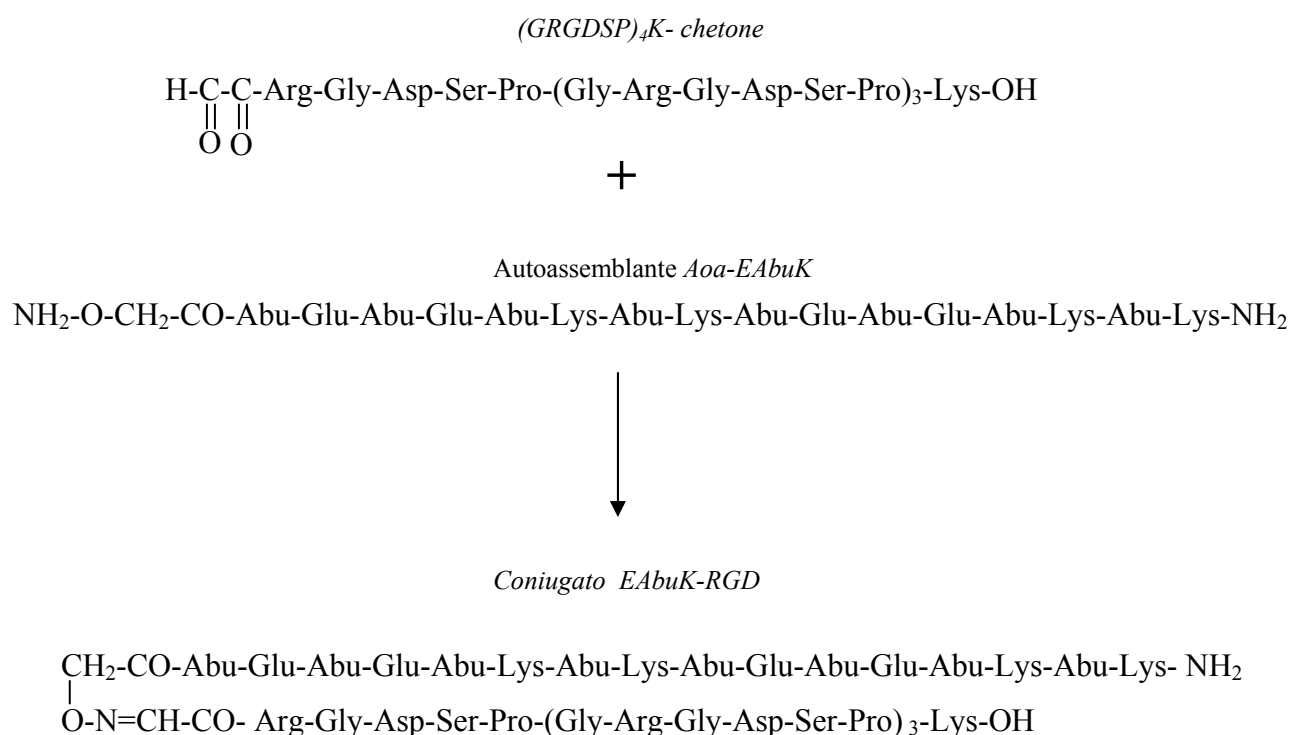 (GRGDSP)₄K- chetone
H-C-C-Arg-Gly-Asp-Ser-Pro-(Gly-Arg-Gly-Asp-Ser-Pro)₃-Lys-OH
O O
+
Autoassemblante Aoa-EAbuK
NH₂-O-CH₂-CO-Abu-Glu-Abu-Glu-Abu-Lys-Abu-Lys-Abu-Glu-Abu-Glu-Abu-Lys-Abu-Lys-NH₂
Coniugato EAbuK-RGD
CH₂-CO-Abu-Glu-Abu-Glu-Abu-Lys-Abu-Lys-Abu-Glu-Abu-Glu-Abu-Lys-Abu-Lys- NH₂
O-N=CH-CO- Arg-Gly-Asp-Ser-Pro-(Gly-Arg-Gly-Asp-Ser-Pro) ₃-Lys-OH